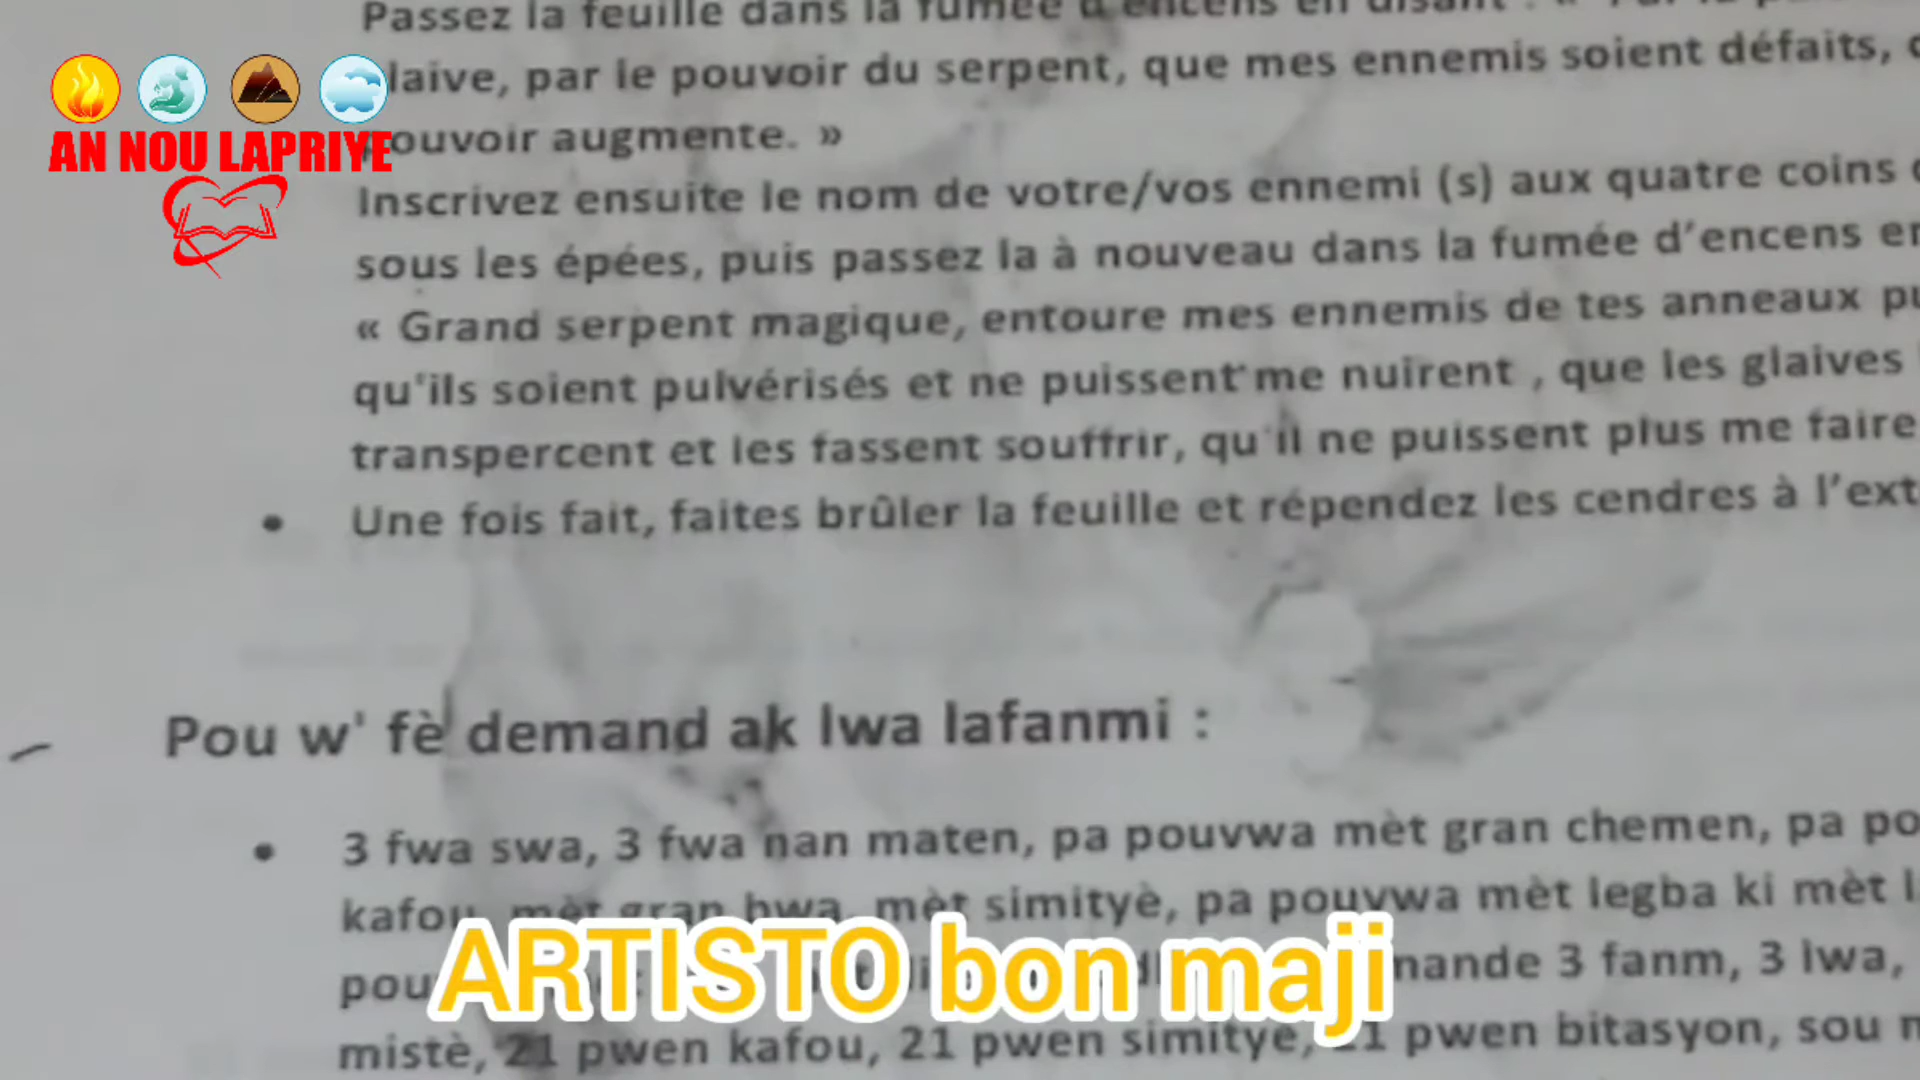 Passez la feuille dans la fumée d'encens en disant : «
laive, par le pouvoir du serpent, que mes ennemis soient défaits,
ouvoir augmente. »
AN NOU LAPRIYE
Inscrivez ensuite le nom de votre/vos ennemi (s) aux quatre coins
sous les épées, puis passez la à nouveau dans la fumée d'encens
« Grand serpent magique, entoure mes ennemis de tes anneaux
qu'ils soient pulvérisés et ne puissent me nuirent , que les glaives
transpercent et les fassent souffrir, qu'il ne puissent plus me faire
• Une fois fait, faites brûler la feuille et répendez les cendres à l'ext
Pou w' fè demand ak lwa lafanmi :
• 3 fwa swa, 3 fwa nan maten, pa pouvwa mèt gran chemen, pa
kafou, mèt gran bwa, mèt simityè, pa pouvwa mèt legba ki mèt
pou mande 3 fanm, 3 lwa,
ARTISTO bon maji
mistè, 21 pwen kafou, 21 pwen simityè, 21 pwen bitasyon, sou